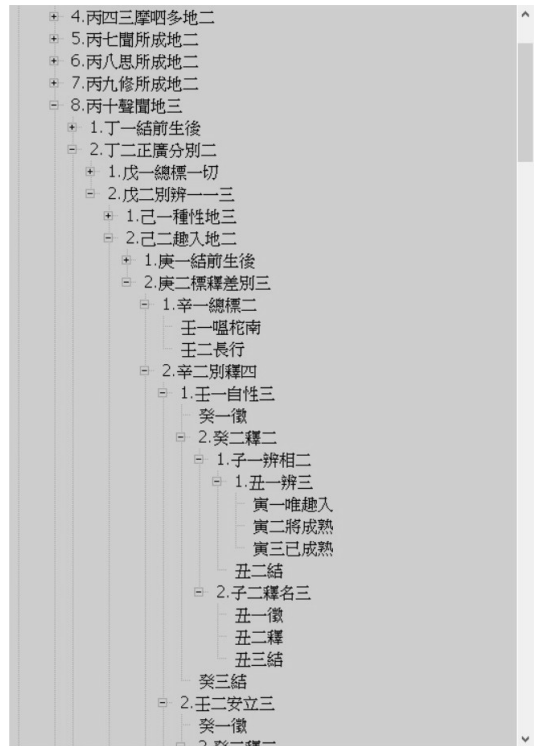 4.丙四三摩呬多地二
5.丙七聞所成地二
6.丙八思所成地二
7.丙九修所成地二
8.丙十聲聞地三
1.丁一結前生後
2.丁二正廣分別二
1.戊一總標一切
2.戊二別辨一一三
1.己一種性地三
2.己二趣入地二
1.庚一結前生後
2.庚二標釋差別三
1.辛一總標二
壬一嗢柁南
壬二長行
2.辛二別釋四
1.壬一自性三
癸一徵
2.癸二釋二
1.子一辨相二
1.丑一辨三
寅一唯趣入
寅二將成熟
寅三已成熟
丑二結
2.子二釋名三
丑一徵
丑二釋
丑三結
癸三結
2.壬二安立三
癸一徵
2.癸二釋二